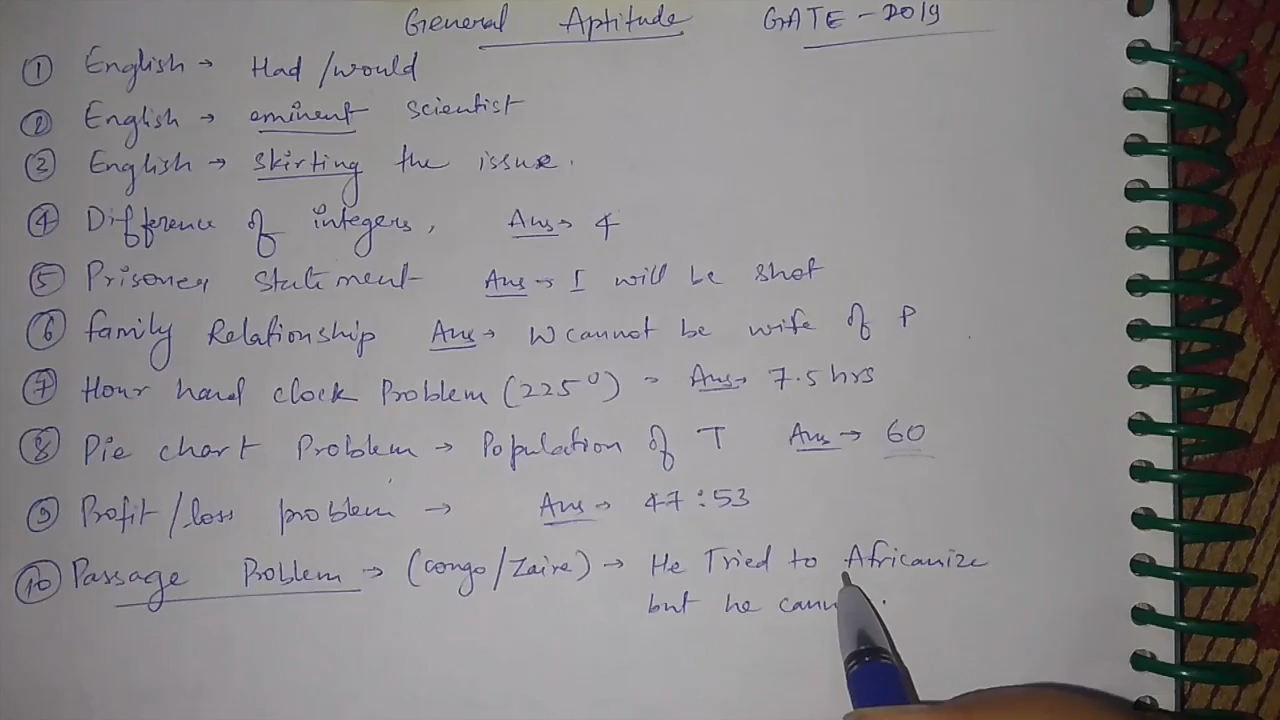 General Aptitude GATE - 2019
① English → Had /would
② English → eminent scientist
③ English → skirting the issue.
④ Difference of integers, Ans → 4
⑤ Prisoner Statement Ans → I will be shot
⑥ family Relationship Ans → W cannot be wife of P
⑦ Hour hand clock Problem (225°) - Ans → 7.5 hrs
⑧ Pie chart Problem → Population of T Ans → 60
⑨ Profit/loss problem → Ans → 47:53
⑩ Passage Problem → (Congo/Zaire) → He Tried to Africanize
but he